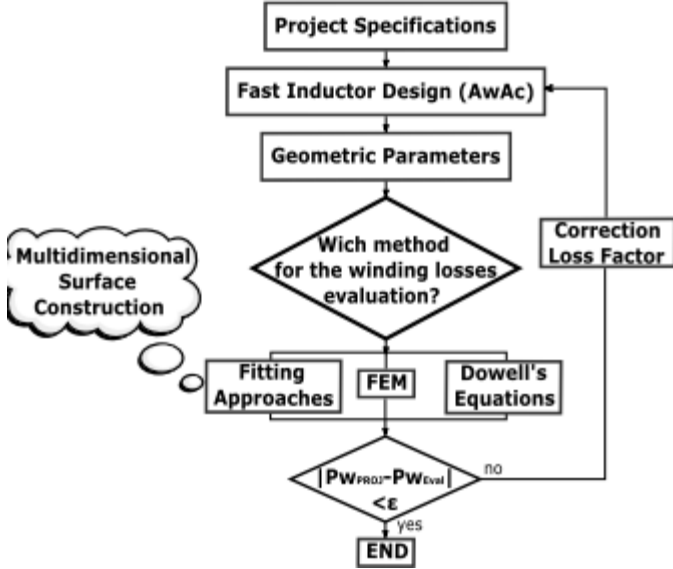 Project Specifications
Fast Inductor Design (AwAc)
Geometric Parameters
Wich method
for the winding losses
evaluation?
Correction
Loss Factor
Multidimensional
Surface
Construction
Fitting
Approaches
FEM
Dowell's
Equations
|PwPROJ-PwEval|
<ε
no
yes
END